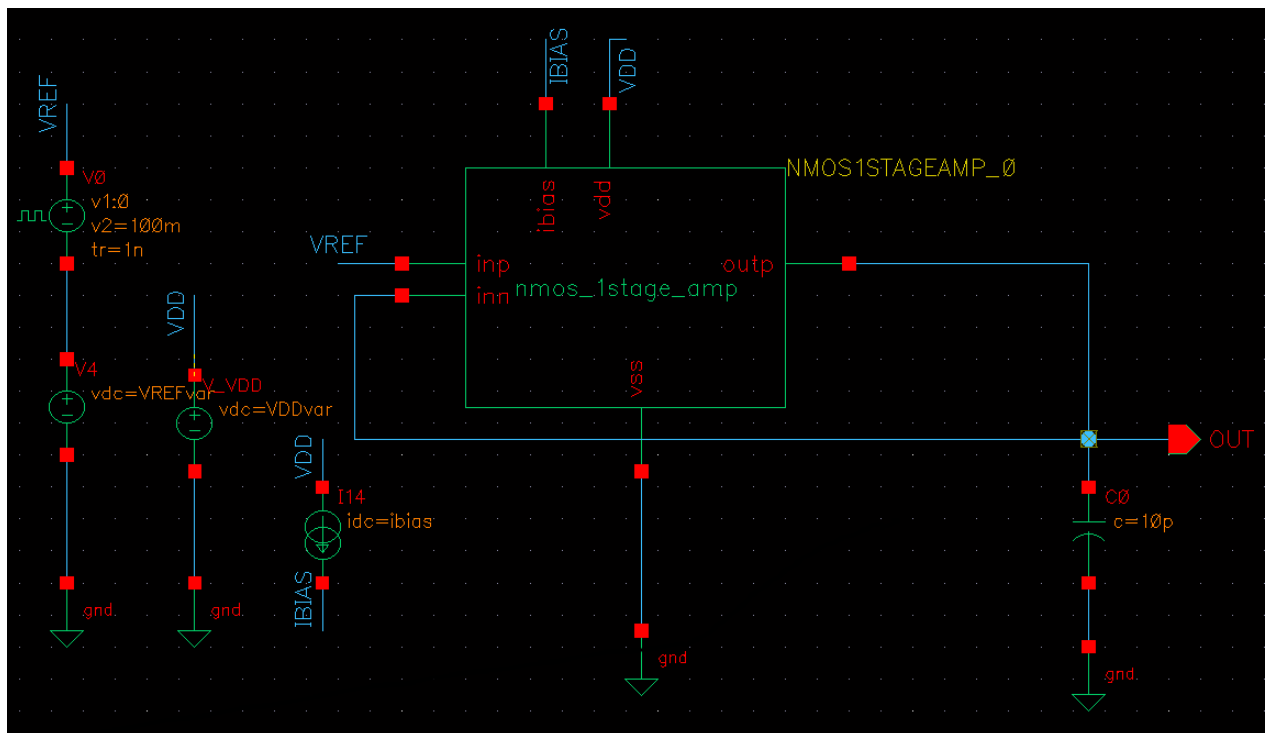 IBIAS
VDD
VREF
NMOS1STAGEAMP_0
V0
v1:0
v2=100m
tr=1n
ibias
vdd
VREF
inp
outp
inn
nmos_1stage_amp
VDD
vss
V4
vdc=VREFvar
V_VDD
vdc=VDDvar
VDD
OUT
I14
idc=ibias
C0
c=10p
IBIAS
gnd
gnd
gnd
gnd